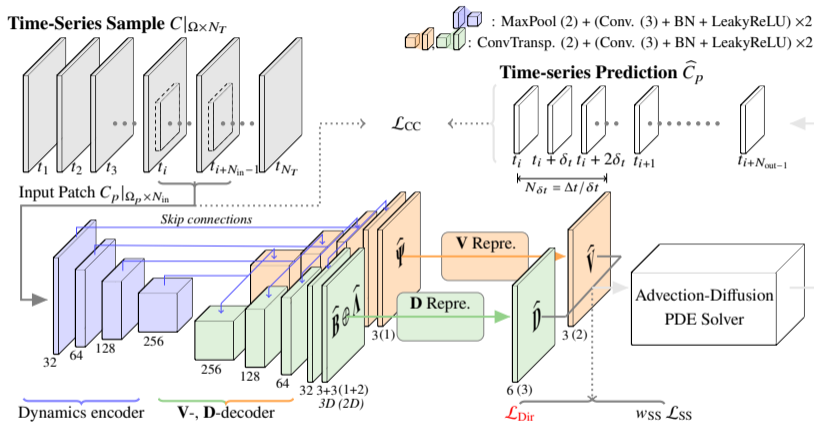 : MaxPool (2) + (Conv. (3) + BN + LeakyReLU) ×2
: ConvTransp. (2) + (Conv. (3) + BN + LeakyReLU) ×2
Time-Series Sample C|Ω×N_T
Time-series Prediction Ĉ_p
t_1 t_2 t_3 t_i t_{i+N_in−1} t_{N_T}
L_CC
t_i t_i + δ_t t_i + 2δ_t t_{i+1} t_{i+N_out−1}
N_δt = Δt/δt
Input Patch C_p|Ω_p×N_in
Skip connections
Ψ̂
V Repre.
V̂
B̂ ⊕ Λ̂
D Repre.
D̂
Advection-Diffusion
PDE Solver
3(1)
3 (2)
32 64 128 256
256 128 64 32 3+3(1+2)
3D (2D)
6 (3)
Dynamics encoder
V-, D-decoder
L_Dir
w_SS L_SS